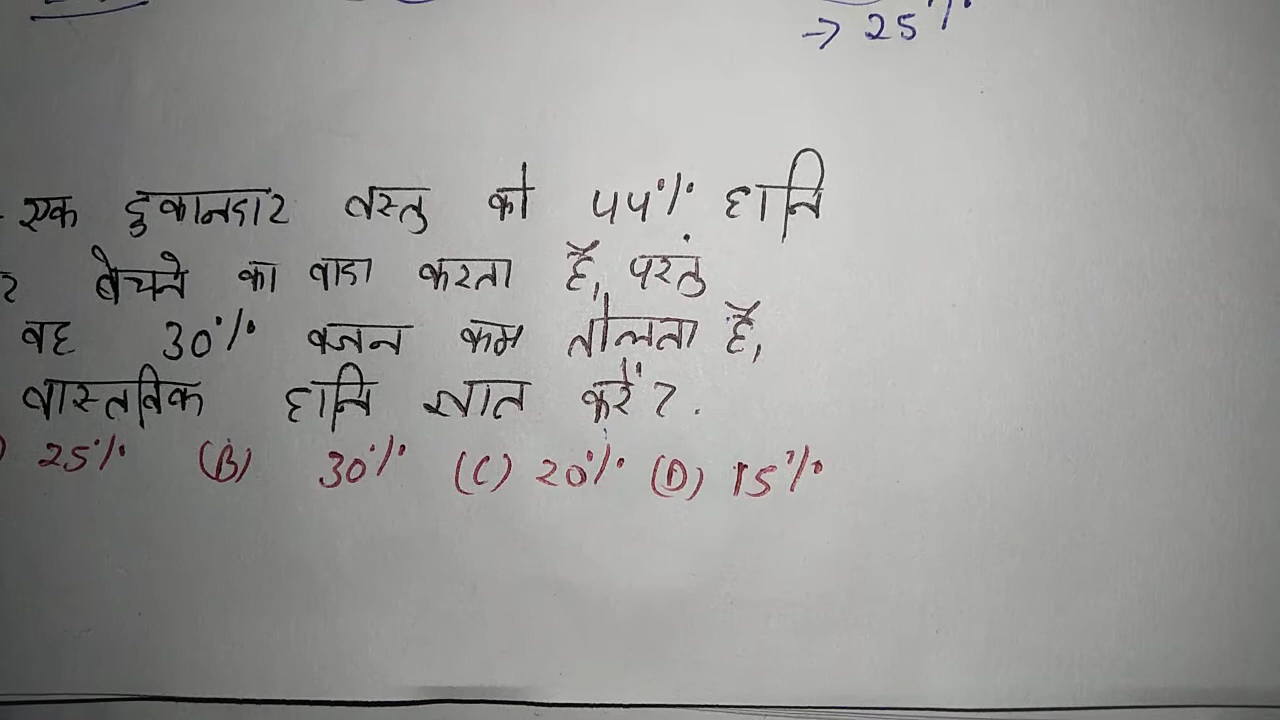 → 25%
एक दुकानदार वस्तु को 44% हानि
बेचने का वादा करता है, परंतु
वह 30% वजन कम तौलता है,
वास्तविक हानि ज्ञात करें?.
25% (B) 30% (C) 20% (D) 15%